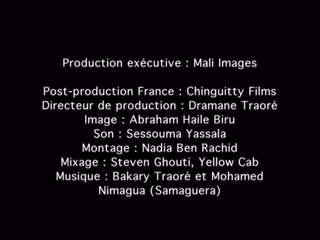 Production exécutive : Mali Images
Post-production France : Chinguitty Films
Directeur de production : Dramane Traoré
Image : Abraham Haile Biru
Son : Sessouma Yassala
Montage : Nadia Ben Rachid
Mixage : Steven Ghouti, Yellow Cab
Musique : Bakary Traoré et Mohamed
Nimagua (Samaguera)